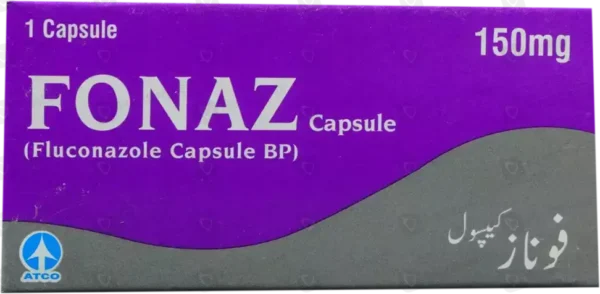 1 Capsule
150mg
FONAZ Capsule
(Fluconazole Capsule BP)
فوناز کیپسول
ATCO